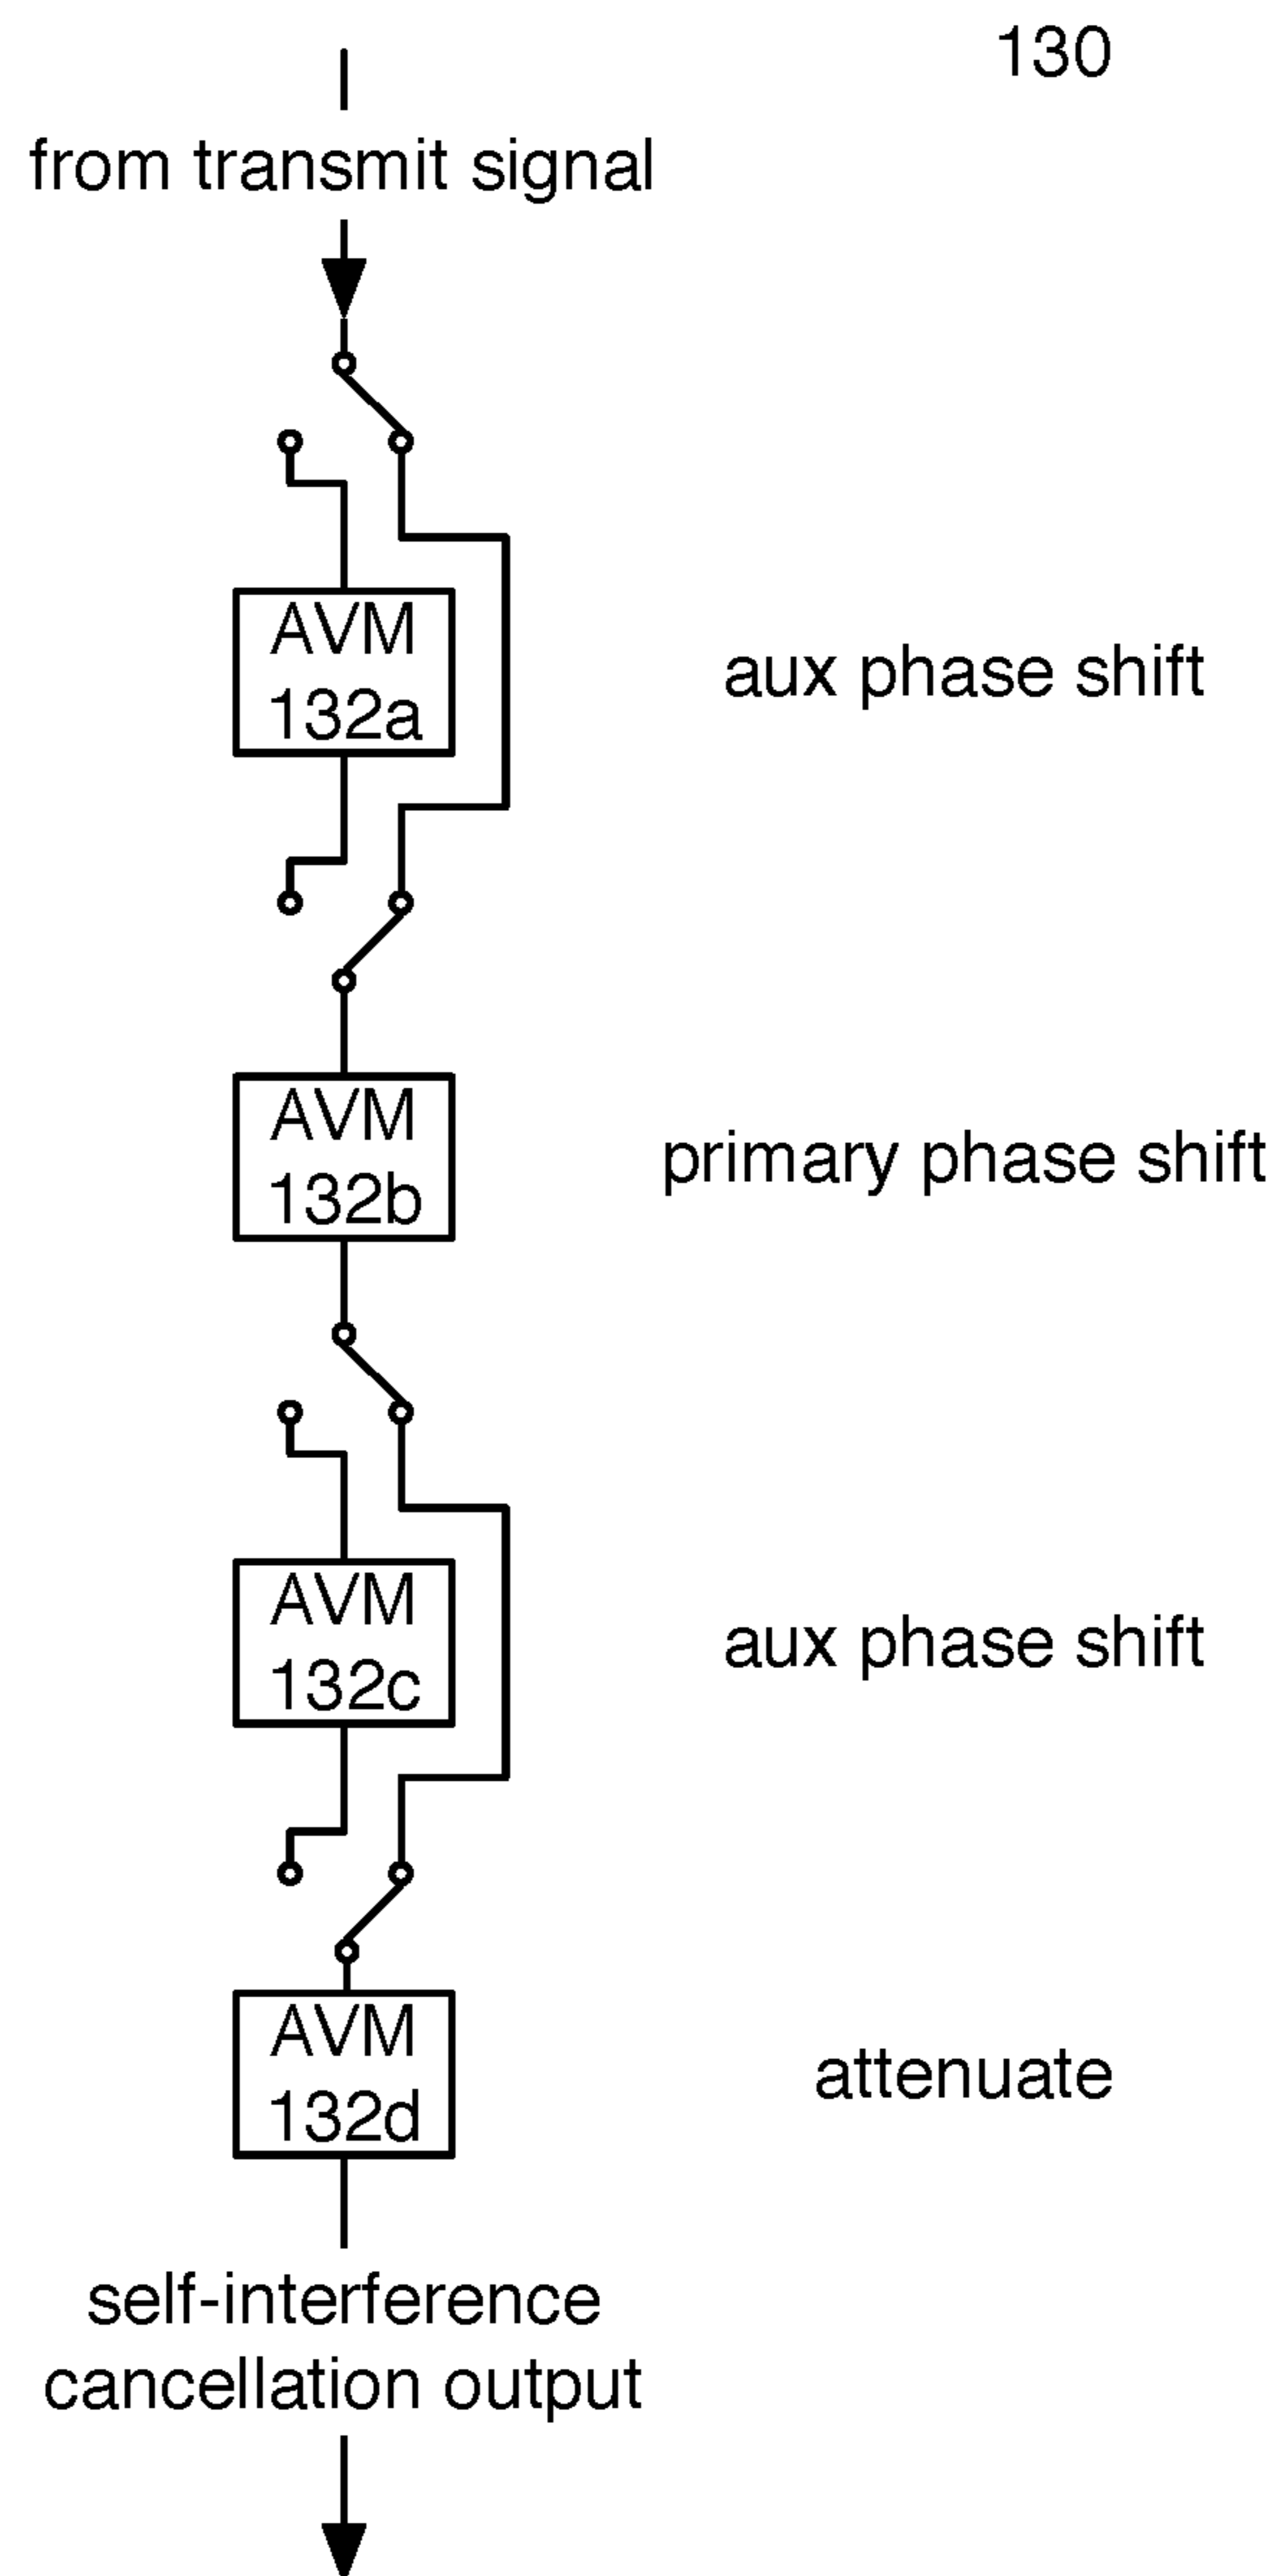 130
from transmit signal
AVM
132a
aux phase shift
AVM
132b
primary phase shift
AVM
132c
aux phase shift
AVM
132d
attenuate
self-interference
cancellation output